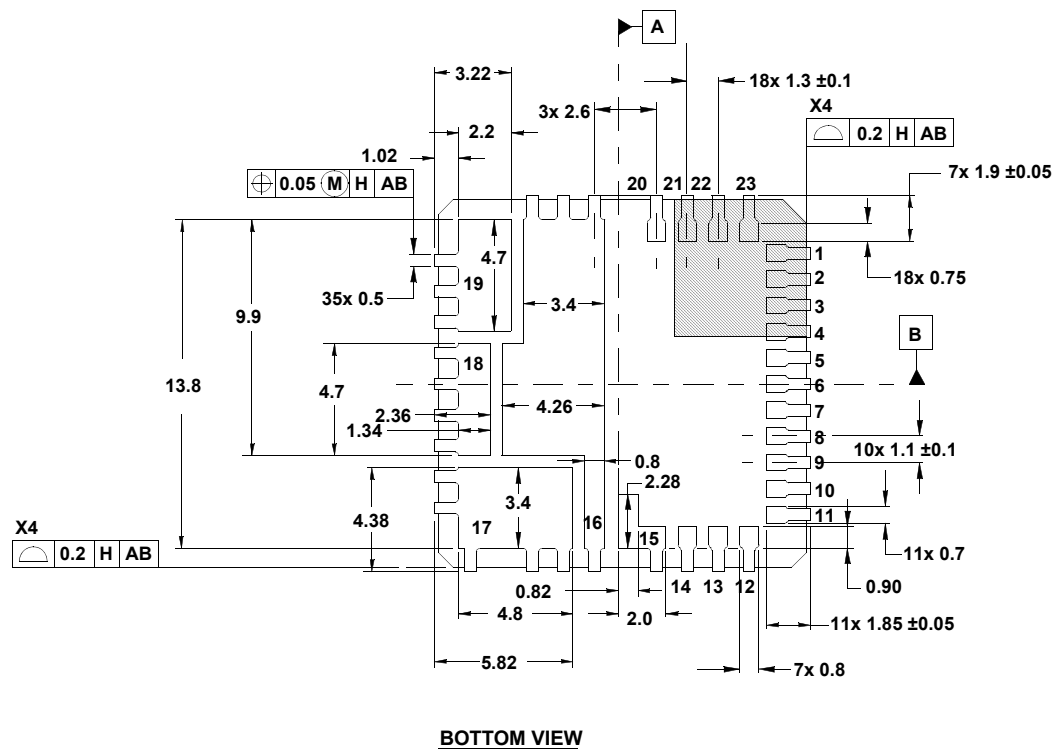 A
3.22
18x 1.3 ±0.1
3x 2.6
X4
2.2
0.2 H AB
1.02
7x 1.9 ±0.05
0.05 M H AB
20 21 22 23
1
4.7
2
18x 0.75
19
35x 0.5
3.4
3
9.9
4
B
5
18
13.8
4.7
6
2.36
4.26
7
1.34
8
10x 1.1 ±0.1
0.8
9
2.28
3.4
10
4.38
16
11
X4
17
15
11x 0.7
0.2 H AB
0.82
14 13 12
0.90
4.8
2.0
11x 1.85 ±0.05
5.82
7x 0.8
BOTTOM VIEW